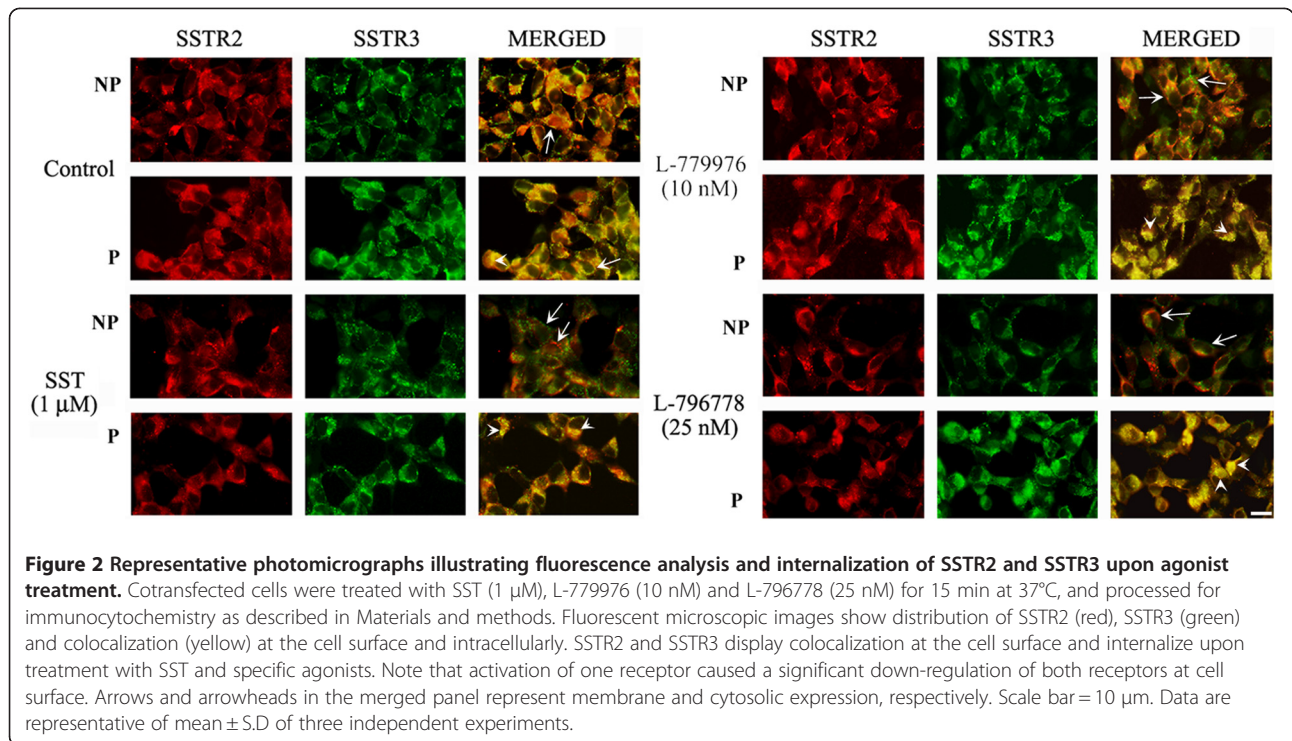 SSTR2 SSTR3 MERGED
NP
Control
P
NP
SST
(1 µM)
P
SSTR2 SSTR3 MERGED
NP
L-779976
(10 nM)
P
NP
L-796778
(25 nM)
P
Figure 2 Representative photomicrographs illustrating fluorescence analysis and internalization of SSTR2 and SSTR3 upon agonist
treatment. Cotransfected cells were treated with SST (1 µM), L-779976 (10 nM) and L-796778 (25 nM) for 15 min at 37°C, and processed for
immunocytochemistry as described in Materials and methods. Fluorescent microscopic images show distribution of SSTR2 (red), SSTR3 (green)
and colocalization (yellow) at the cell surface and intracellularly. SSTR2 and SSTR3 display colocalization at the cell surface and internalize upon
treatment with SST and specific agonists. Note that activation of one receptor caused a significant down-regulation of both receptors at cell
surface. Arrows and arrowheads in the merged panel represent membrane and cytosolic expression, respectively. Scale bar = 10 µm. Data are
representative of mean ± S.D of three independent experiments.